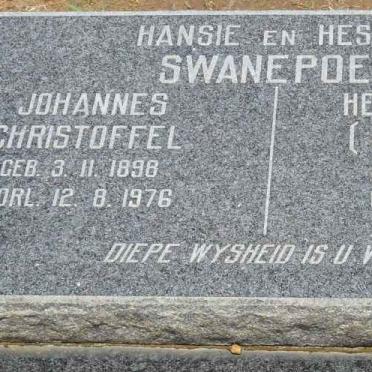 HANSIE EN HES
SWANEPOE
JOHANNES
CHRISTOFFEL
GEB. 3. 11. 1898
ORL. 12. 8. 1976
HE
(
DIEPE WYSHEID IS U W